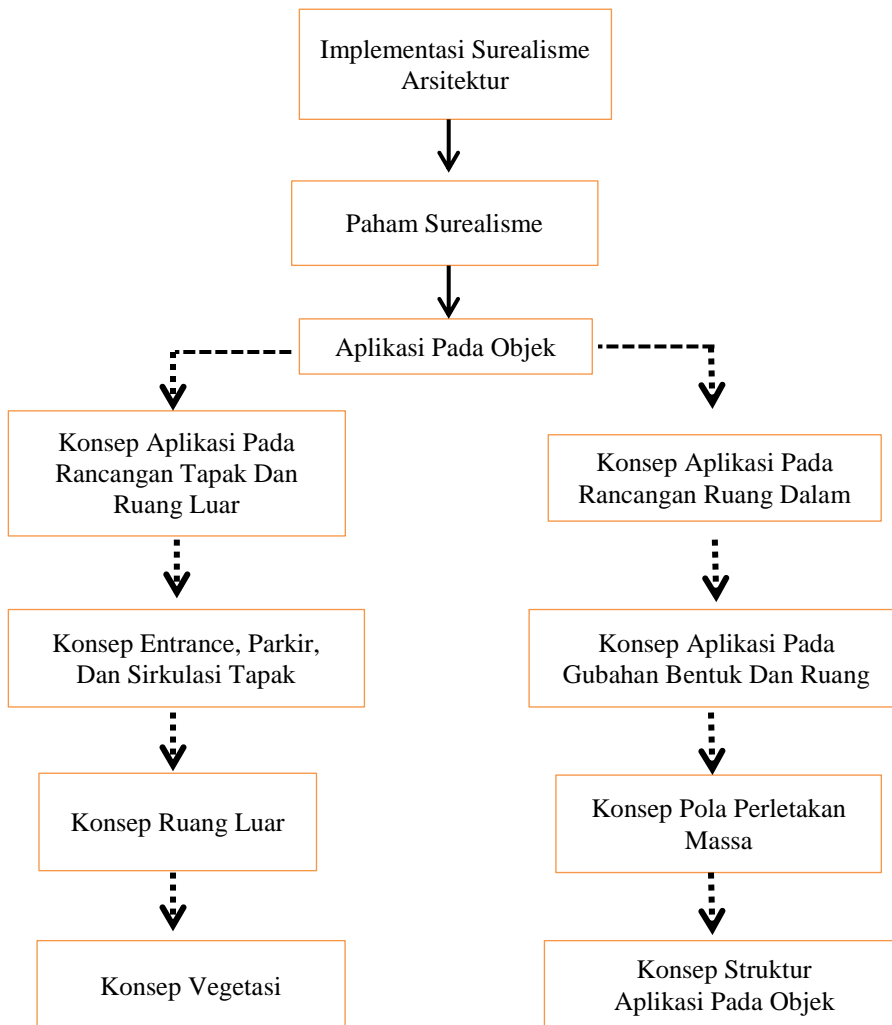 Implementasi Surealisme
Arsitektur
Paham Surealisme
Aplikasi Pada Objek
Konsep Aplikasi Pada
Rancangan Tapak Dan
Ruang Luar
Konsep Aplikasi Pada
Rancangan Ruang Dalam
Konsep Entrance, Parkir,
Dan Sirkulasi Tapak
Konsep Aplikasi Pada
Gubahan Bentuk Dan Ruang
Konsep Ruang Luar
Konsep Pola Perletakan
Massa
Konsep Vegetasi
Konsep Struktur
Aplikasi Pada Objek